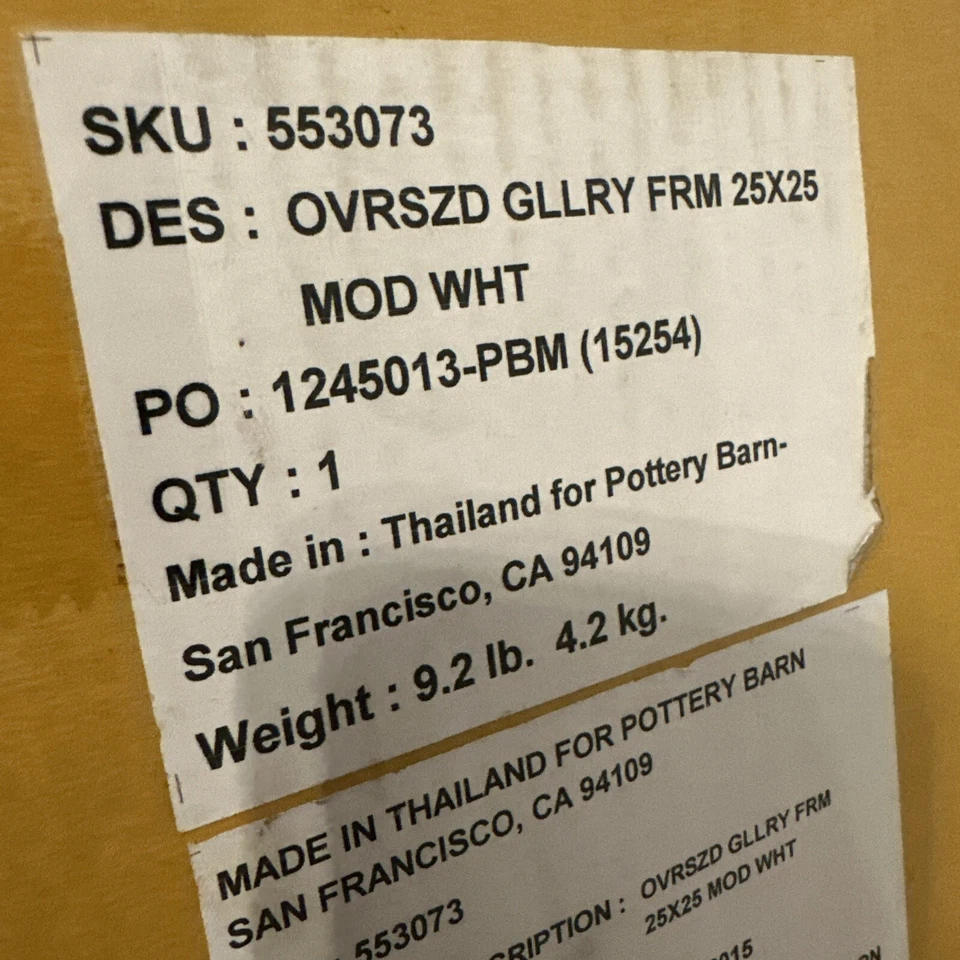 SKU : 553073
DES : OVRSZD GLLRY FRM 25X25
MOD WHT
PO : 1245013-PBM (15254)
QTY : 1
Made in : Thailand for Pottery Barn-
San Francisco, CA 94109
Weight : 9.2 lb. 4.2 kg.
MADE IN THAILAND FOR POTTERY BARN
SAN FRANCISCO, CA 94109
553073
CRIPTION : OVRSZD GLLRY FRM
25X25 MOD WHT
015